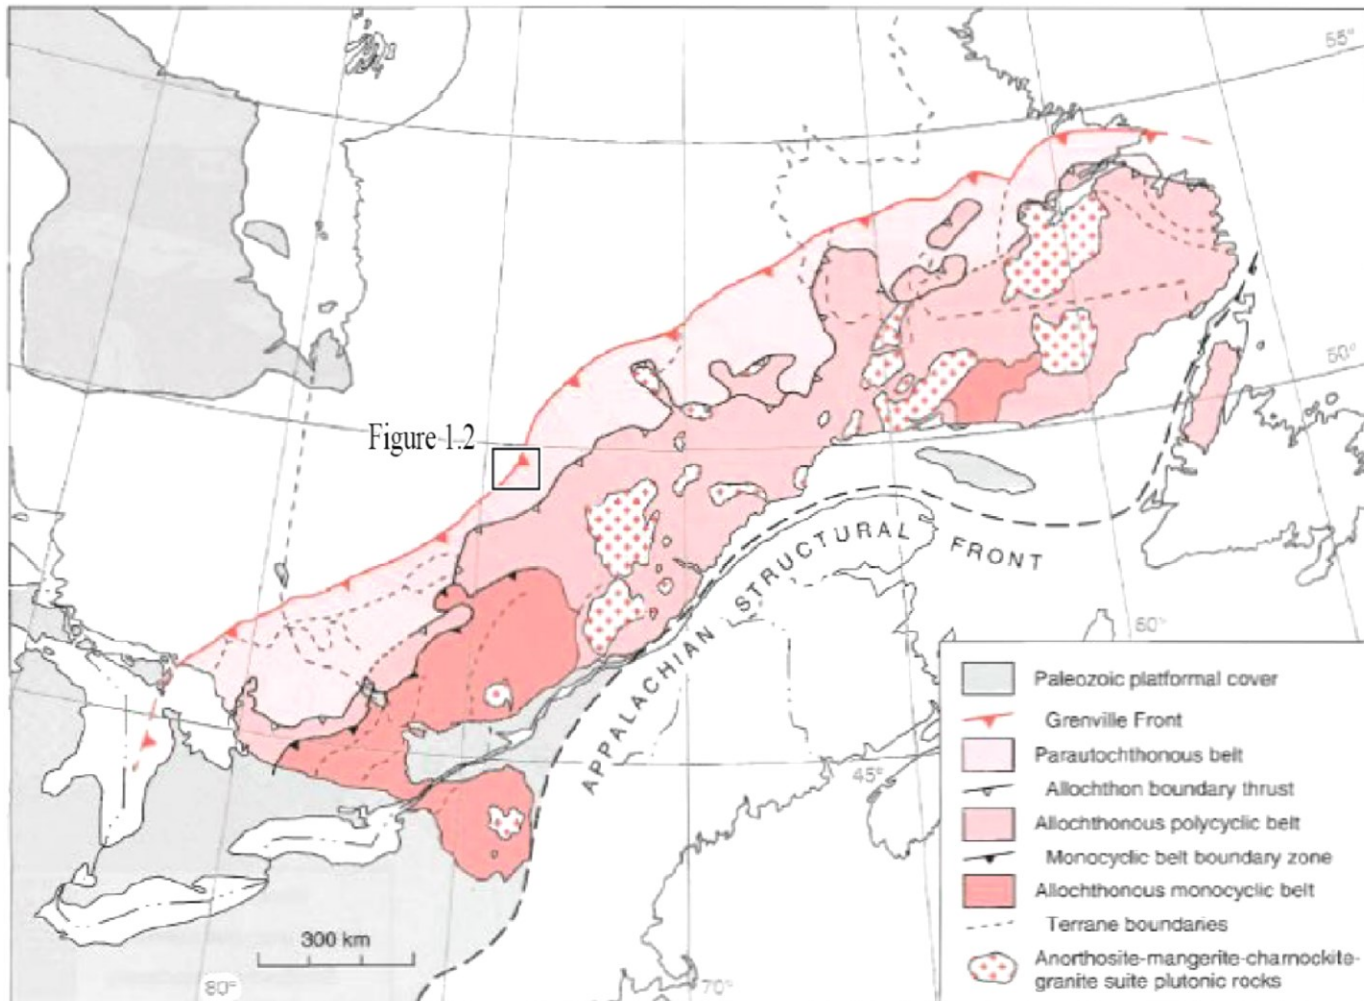 55°
50°
Figure 1.2
APPALACHIAN STRUCTURAL FRONT
60°
45°
Paleozoic platformal cover
Grenville Front
Parautochthonous belt
Allochthon boundary thrust
Allochthonous polycyclic belt
Monocyclic belt boundary zone
Allochthonous monocyclic belt
Terrane boundaries
Anorthosite-mangerite-charnockite-
granite suite plutonic rocks
300 km
80°
70°